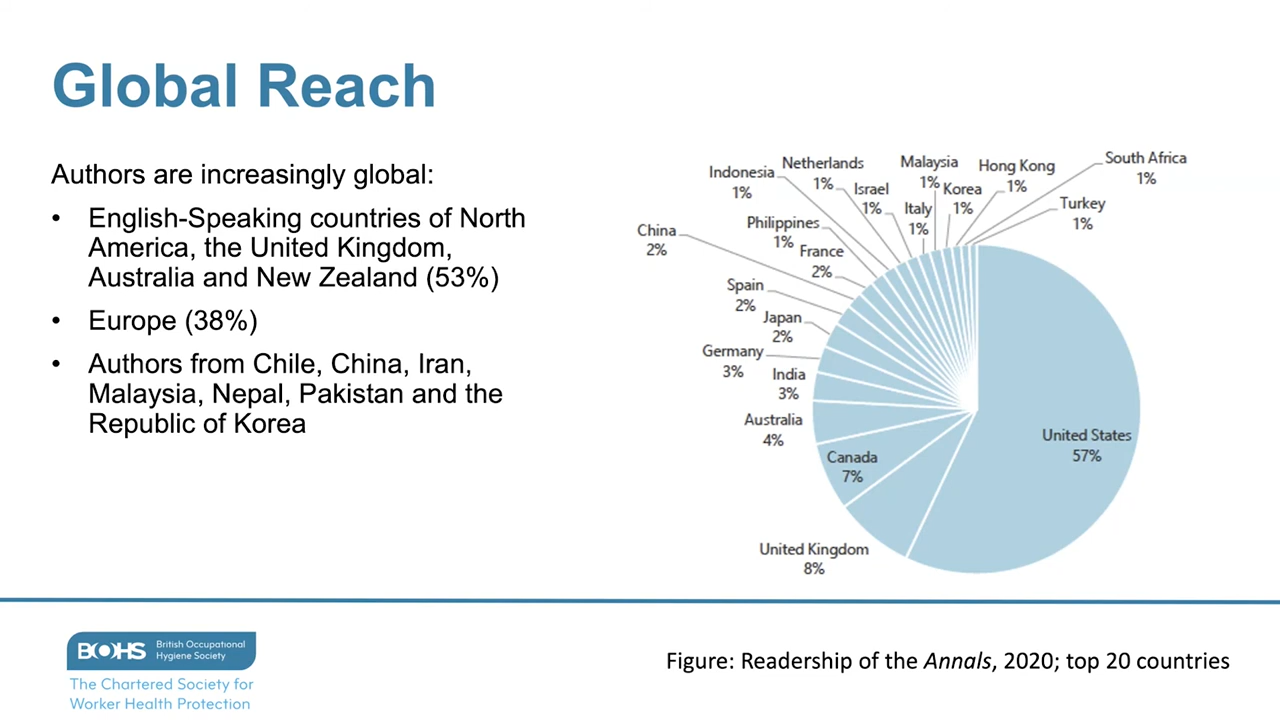 Global Reach
Authors are increasingly global:
• English-Speaking countries of North
America, the United Kingdom,
Australia and New Zealand (53%)
• Europe (38%)
• Authors from Chile, China, Iran,
Malaysia, Nepal, Pakistan and the
Republic of Korea
China
2%
Indonesia
1%
Netherlands
1%
Israel
1%
Malaysia
1%
Italy
1%
Korea
1%
Hong Kong
1%
South Africa
1%
Turkey
1%
Philippines
1%
France
2%
Spain
2%
Japan
2%
Germany
3%
India
3%
Australia
4%
Canada
7%
United Kingdom
8%
United States
57%
BOHS
British Occupational
Hygiene Society
The Chartered Society for
Worker Health Protection
Figure: Readership of the Annals, 2020; top 20 countries